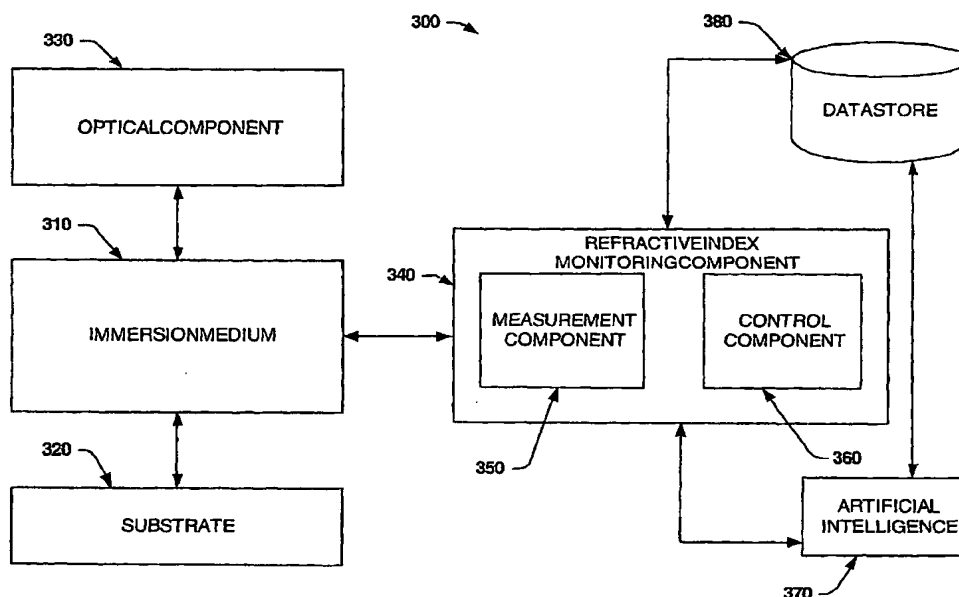 330
300
380
OPTICALCOMPONENT
DATASTORE
310
IMMERSIONMEDIUM
340
REFRACTIVEINDEX
MONITORINGCOMPONENT
MEASUREMENT
COMPONENT
CONTROL
COMPONENT
320
350
360
SUBSTRATE
ARTIFICIAL
INTELLIGENCE
370